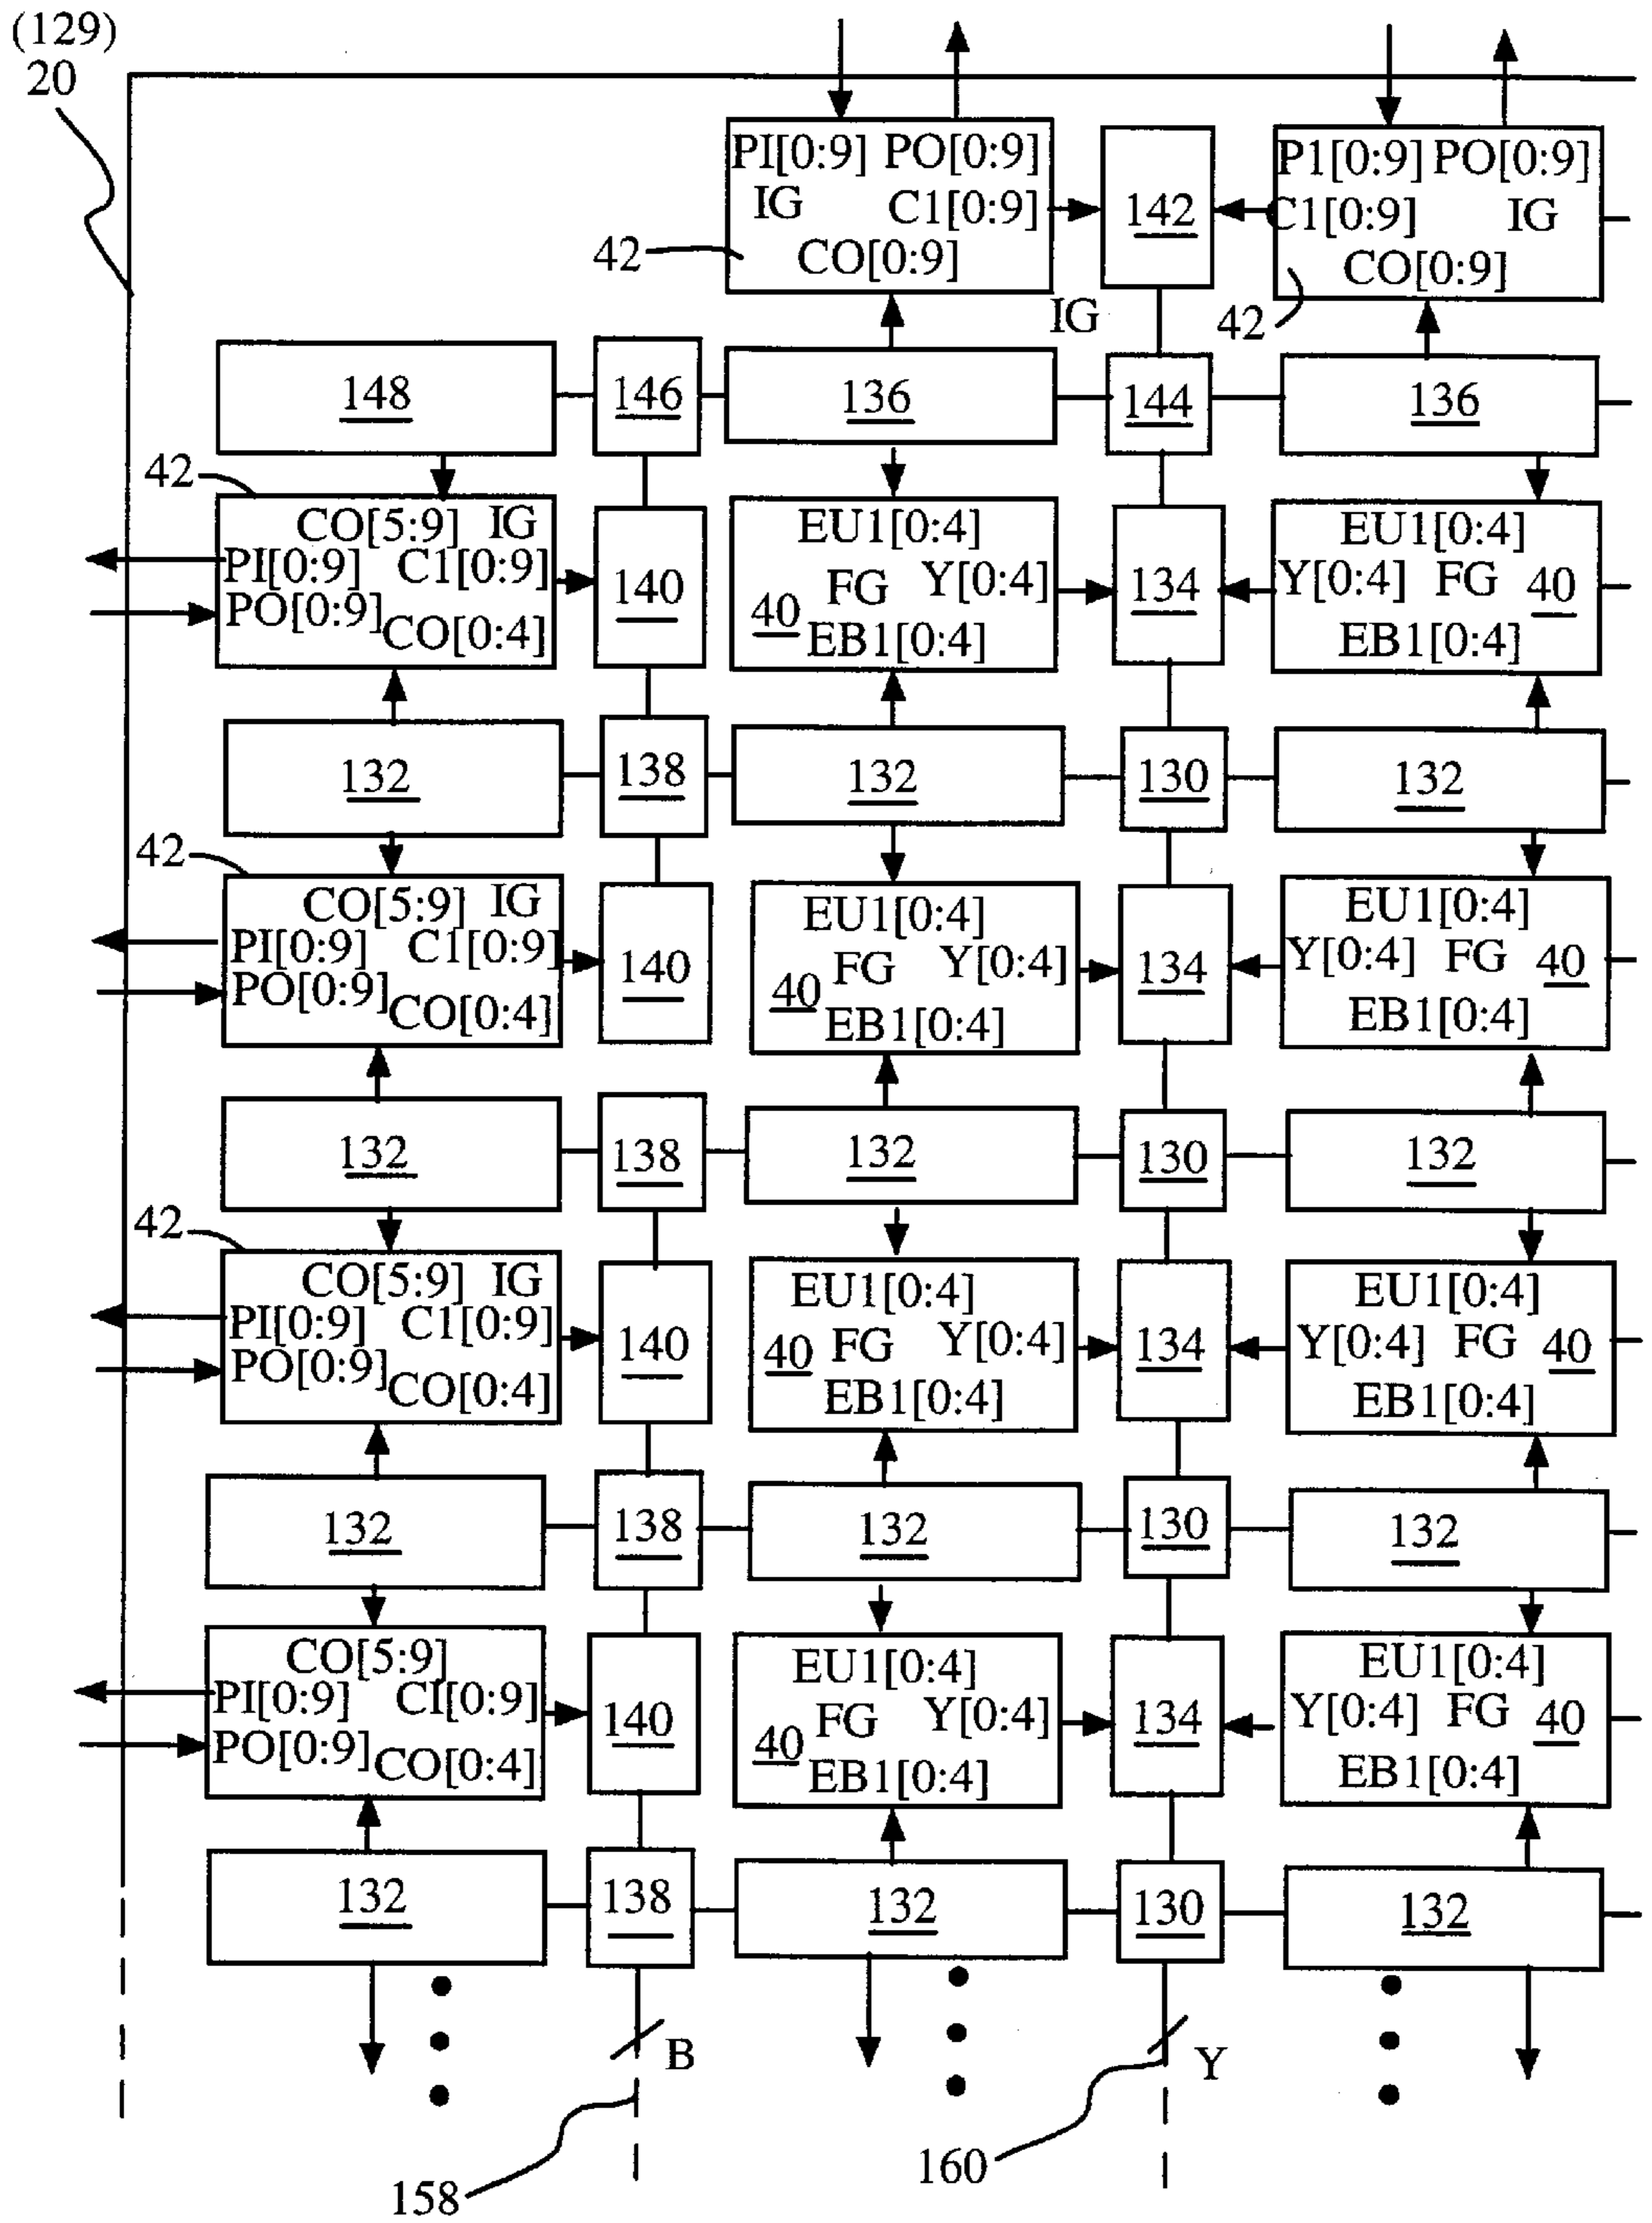 (129)
20
PI[0:9] PO[0:9]
IG C1[0:9]
CO[0:9]
42
142
P1[0:9] PO[0:9]
C1[0:9] IG
CO[0:9]
42
IG
148
146
136
144
136
42
CO[5:9] IG
PI[0:9] C1[0:9]
PO[0:9]
CO[0:4]
140
EU1[0:4]
FG Y[0:4]
40
EB1[0:4]
134
EU1[0:4]
Y[0:4] FG 40
EB1[0:4]
132
138
132
130
132
42
CO[5:9] IG
PI[0:9] C1[0:9]
PO[0:9]
CO[0:4]
140
EU1[0:4]
FG Y[0:4]
40
EB1[0:4]
134
EU1[0:4]
Y[0:4] FG 40
EB1[0:4]
132
138
132
130
132
42
CO[5:9] IG
PI[0:9] C1[0:9]
PO[0:9]
CO[0:4]
140
EU1[0:4]
40 FG Y[0:4]
EB1[0:4]
134
EU1[0:4]
Y[0:4] FG 40
EB1[0:4]
132
138
132
130
132
CO[5:9]
PI[0:9] CI[0:9]
PO[0:9]
CO[0:4]
140
EU1[0:4]
FG Y[0:4]
40
EB1[0:4]
134
EU1[0:4]
Y[0:4] FG 40
EB1[0:4]
132
138
132
130
132
B
Y
158
160